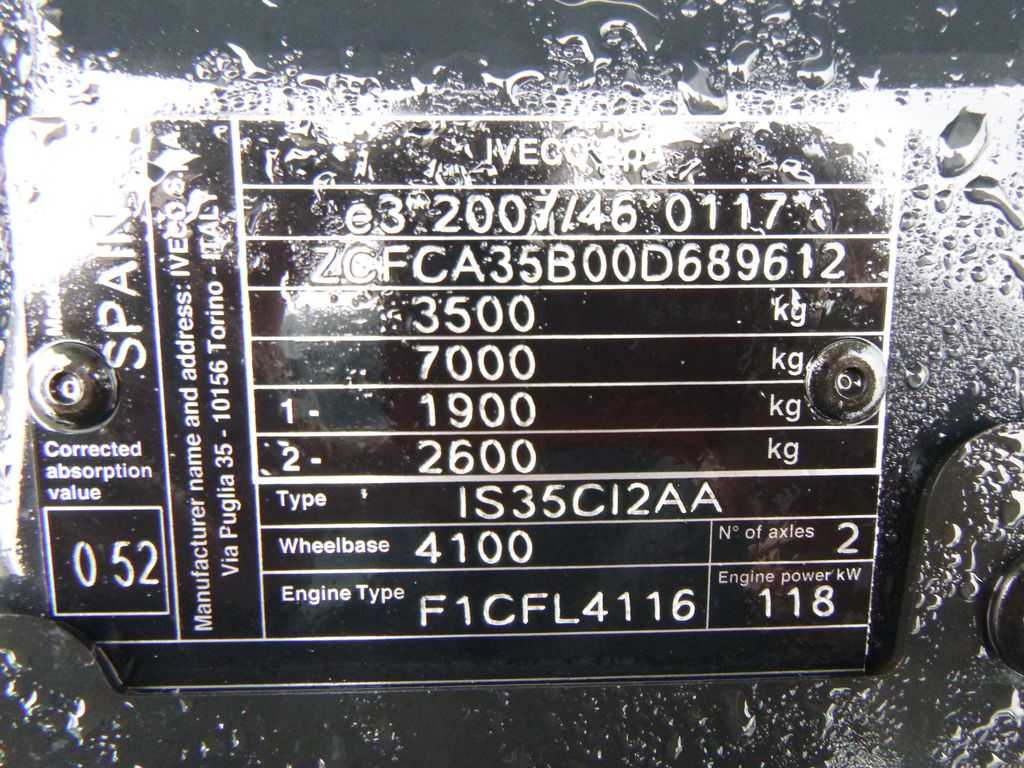 IVECO
e3*2007/46*0117
ZCFCA35B00D689612
3500 kg
7000 kg
1 - 1900 kg
2 - 2600 kg
Type IS35CI2AA
Wheelbase 4100 N° of axles 2
Engine Type F1CFL4116 Engine power kW 118
SPAIN
Corrected
absorption
value
0.52
Manufacturer name and address: IVECO
Via Puglia 35 - 10156 Torino - ITALY